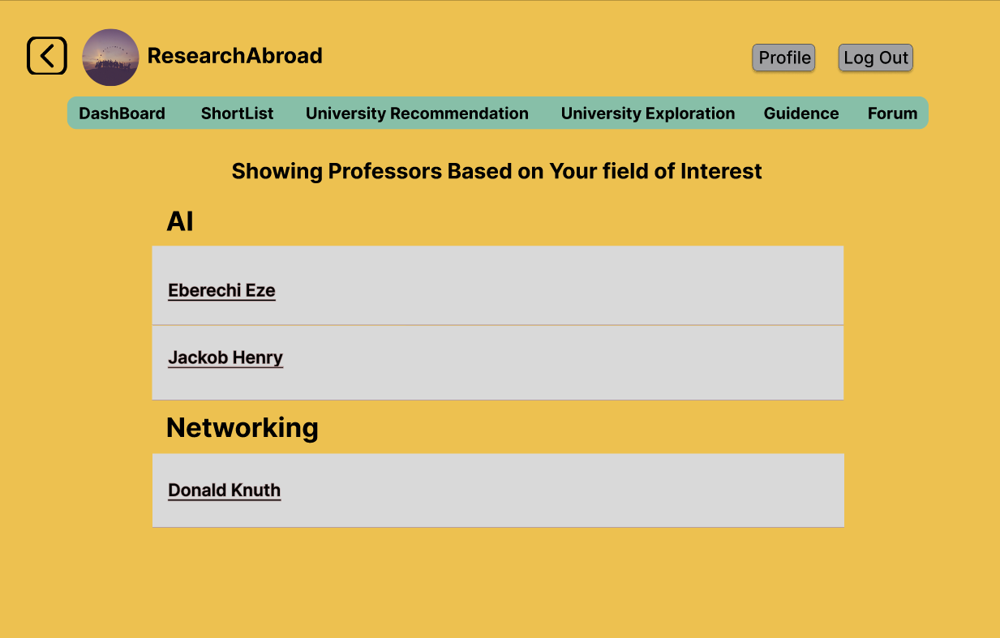 ResearchAbroad
Profile
Log Out
DashBoard ShortList University Recommendation University Exploration Guidence Forum
Showing Professors Based on Your field of Interest
AI
Eberechi Eze
Jackob Henry
Networking
Donald Knuth